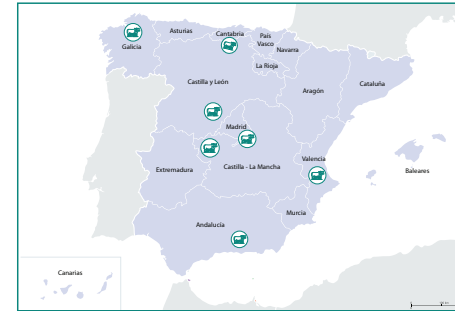 Asturias
Cantabria
País
Vasco
Galicia
Navarra
La Rioja
Castilla y León
Aragón
Cataluña
Madrid
Extremadura
Castilla - La Mancha
Valencia
Baleares
Murcia
Andalucía
Canarias